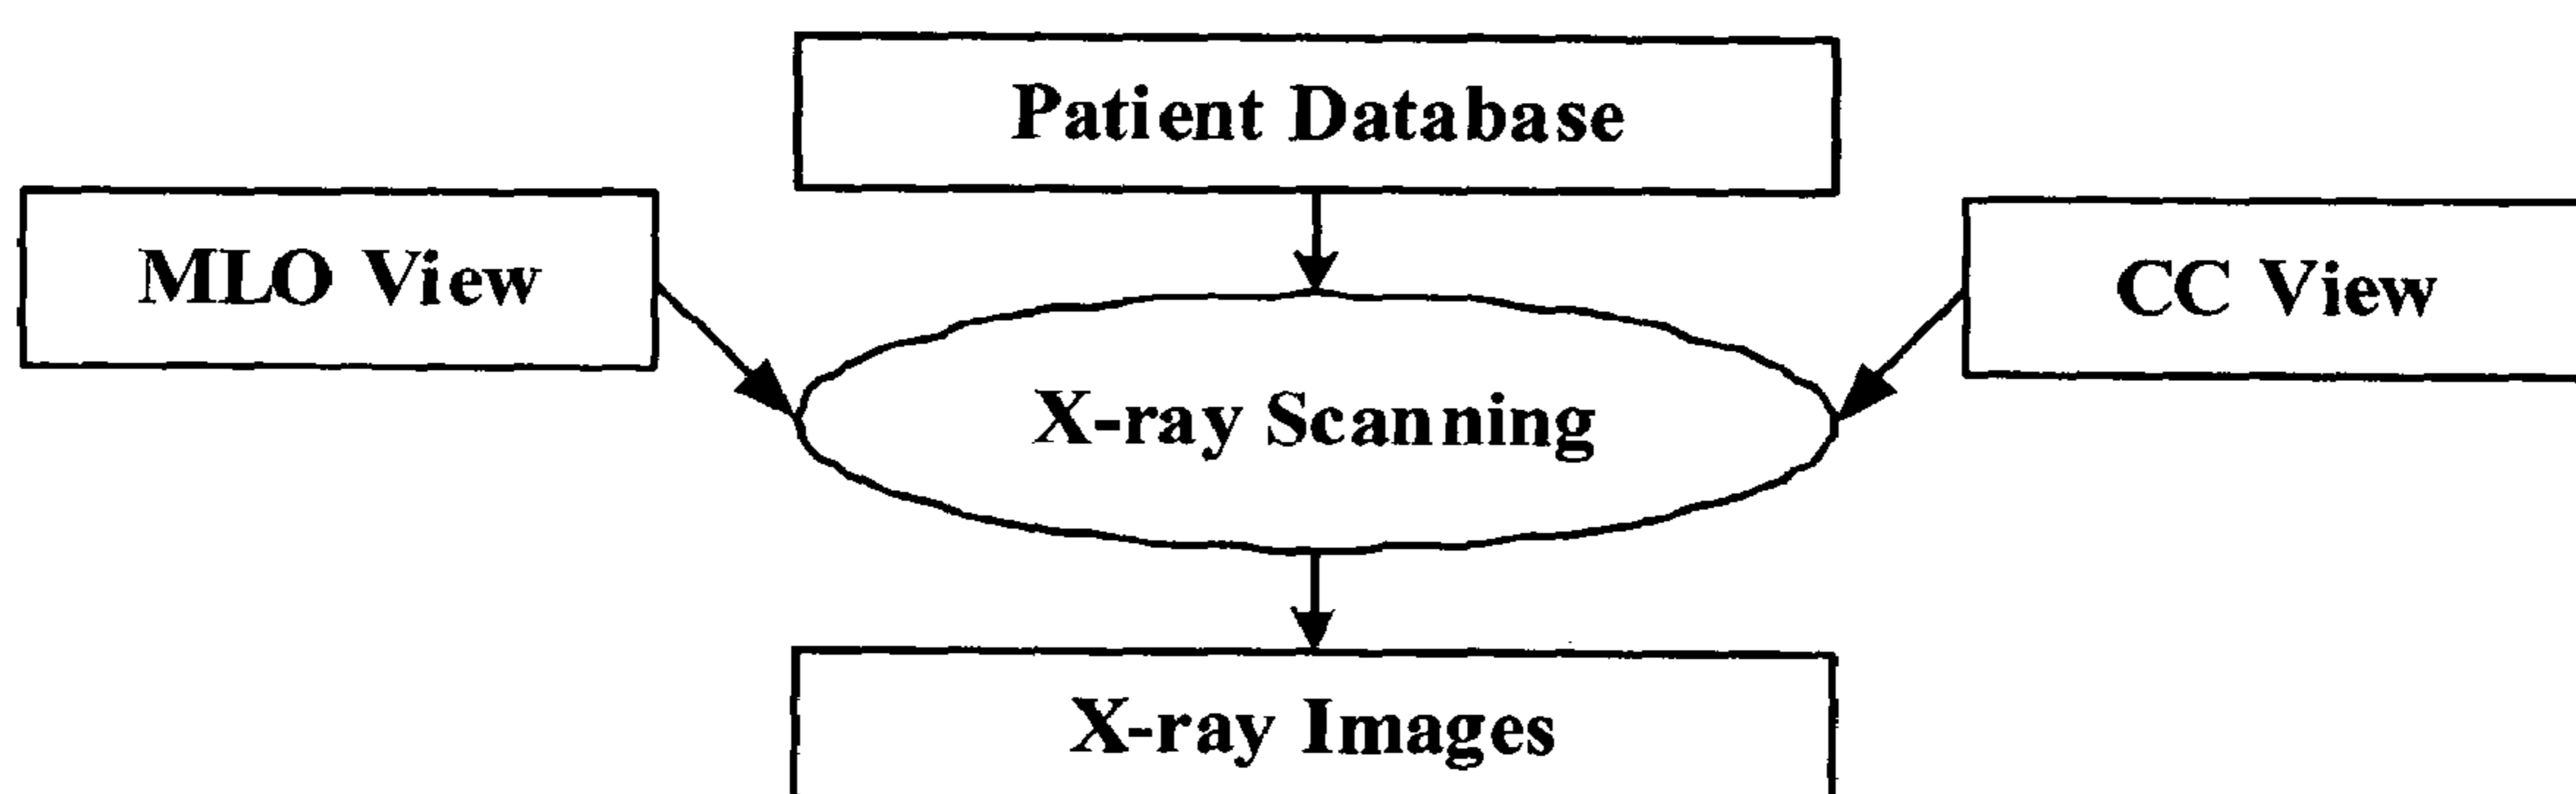 Patient Database
MLO View
CC View
X-ray Scanning
X-ray Images